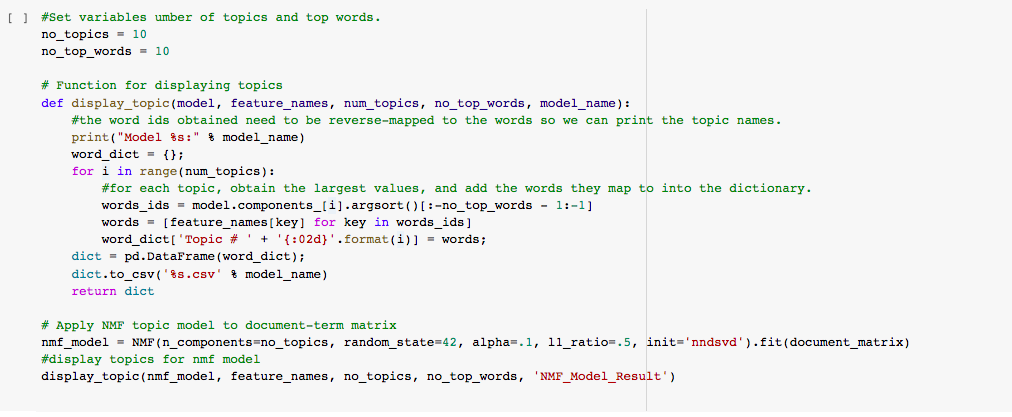 [ ] #Set variables umber of topics and top words.
no_topics = 10
no_top_words = 10
# Function for displaying topics
def display_topic(model, feature_names, num_topics, no_top_words, model_name):
#the word ids obtained need to be reverse-mapped to the words so we can print the topic names.
print("Model %s:" % model_name)
word_dict = {};
for i in range(num_topics):
#for each topic, obtain the largest values, and add the words they map to into the dictionary.
words_ids = model.components_[i].argsort()[:-no_top_words - 1:-1]
words = [feature_names[key] for key in words_ids]
word_dict['Topic # ' + '{:02d}'.format(i)] = words;
dict = pd.DataFrame(word_dict);
dict.to_csv('%s.csv' % model_name)
return dict
# Apply NMF topic model to document-term matrix
nmf_model = NMF(n_components=no_topics, random_state=42, alpha=.1, l1_ratio=.5, init='nndsvd').fit(document_matrix)
#display topics for nmf model
display_topic(nmf_model, feature_names, no_topics, no_top_words, 'NMF_Model_Result')